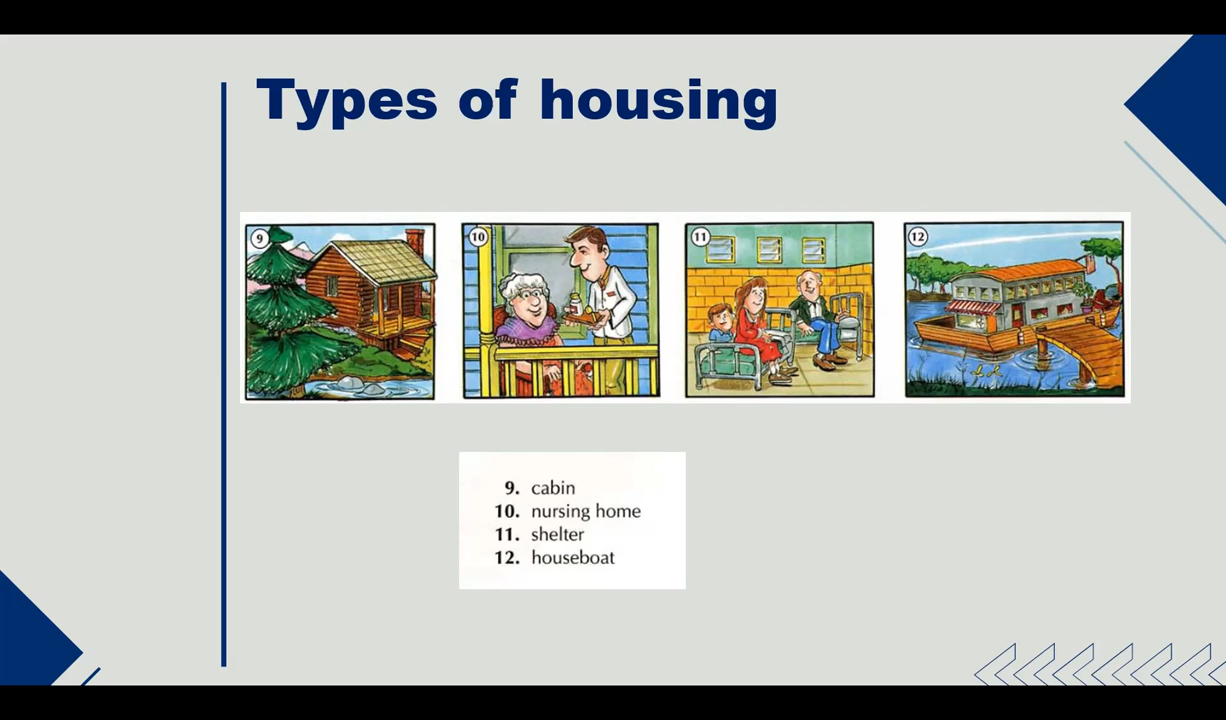 Types of housing
9
10
11
12
9. cabin
10. nursing home
11. shelter
12. houseboat